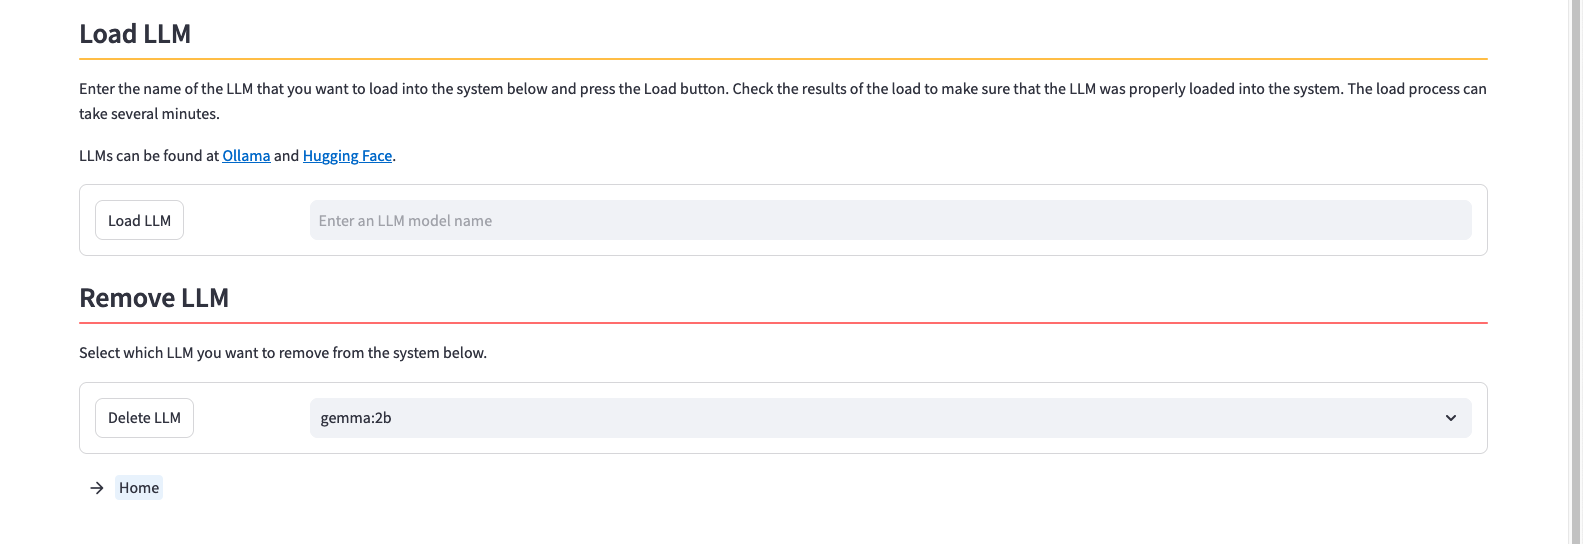 Load LLM
Enter the name of the LLM that you want to load into the system below and press the Load button. Check the results of the load to make sure that the LLM was properly loaded into the system. The load process can
take several minutes.
LLMs can be found at Ollama and Hugging Face.
Load LLM Enter an LLM model name
Remove LLM
Select which LLM you want to remove from the system below.
Delete LLM gemma:2b
Home